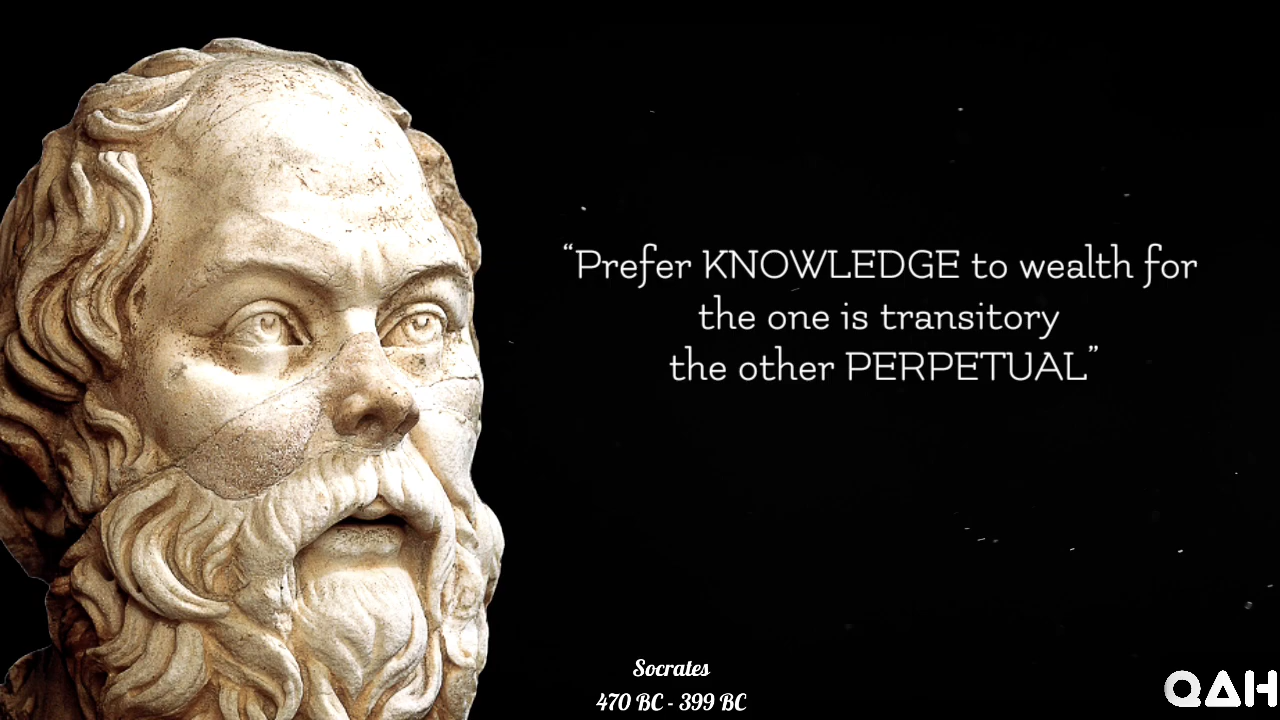 “Prefer KNOWLEDGE to wealth for
the one is transitory
the other PERPETUAL”
Socrates
470 BC - 399 BC
QAH